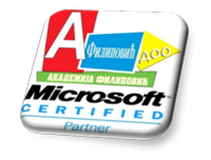 А
Филиповић
доо
АКАДЕМИЈА ФИЛИПОВИЋ
Microsoft
CERTIFIED
Partner